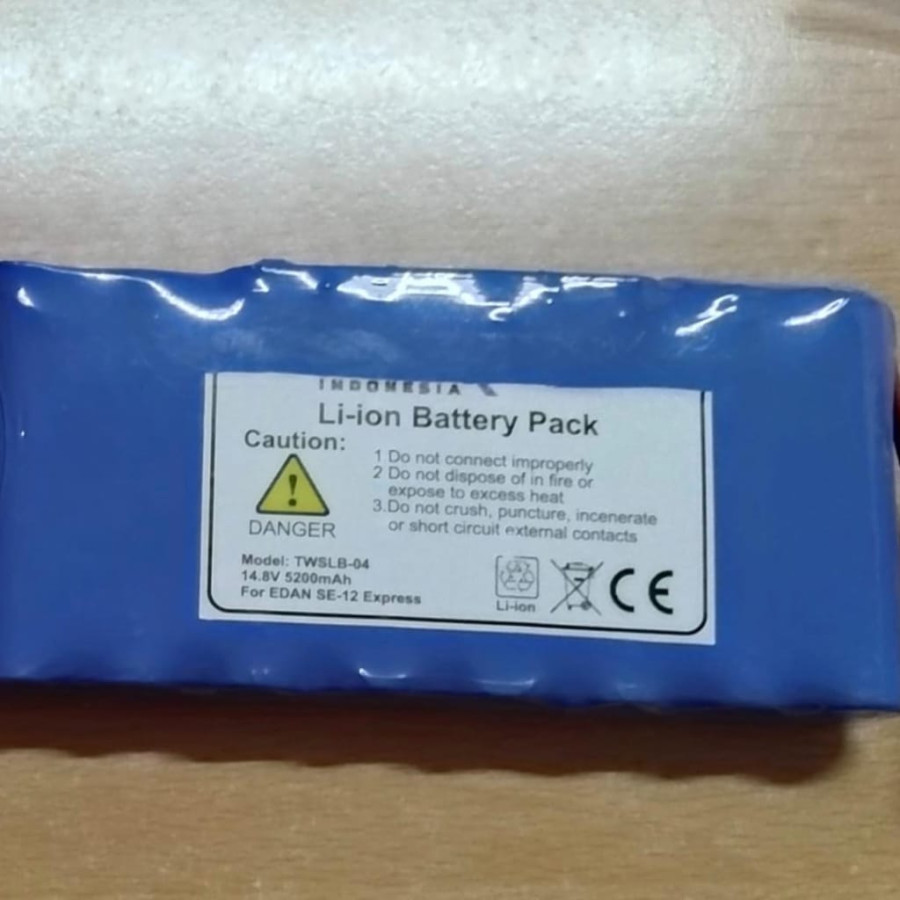 INDONESIA
Li-ion Battery Pack
Caution:
1 Do not connect improperly
2 Do not dispose of in fire or
expose to excess heat
3.Do not crush, puncture, incenerate
or short circuit external contacts
DANGER
Model: TWSLB-04
14.8V 5200mAh
For EDAN SE-12 Express
Li-ion
CE